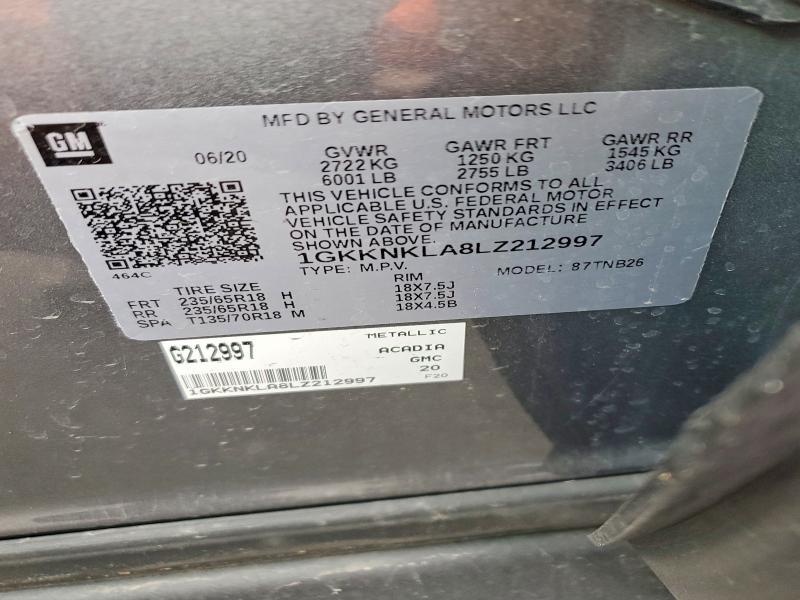 MFD BY GENERAL MOTORS LLC
GM
06/20 GVWR GAWR FRT GAWR RR
2722 KG 1250 KG 1545 KG
6001 LB 2755 LB 3406 LB
THIS VEHICLE CONFORMS TO ALL
APPLICABLE U.S. FEDERAL MOTOR
VEHICLE SAFETY STANDARDS IN EFFECT
ON THE DATE OF MANUFACTURE
SHOWN ABOVE.
1GKKNKLA8LZ212997
464C
TYPE: M.P.V. MODEL: 87TNB26
TIRE SIZE RIM
FRT 235/65R18 H 18X7.5J
RR 235/65R18 H 18X7.5J
SPA T135/70R18 M 18X4.5B
METALLIC
G212997 ACADIA
GMC
20
1GKKNKLA8LZ212997 F20